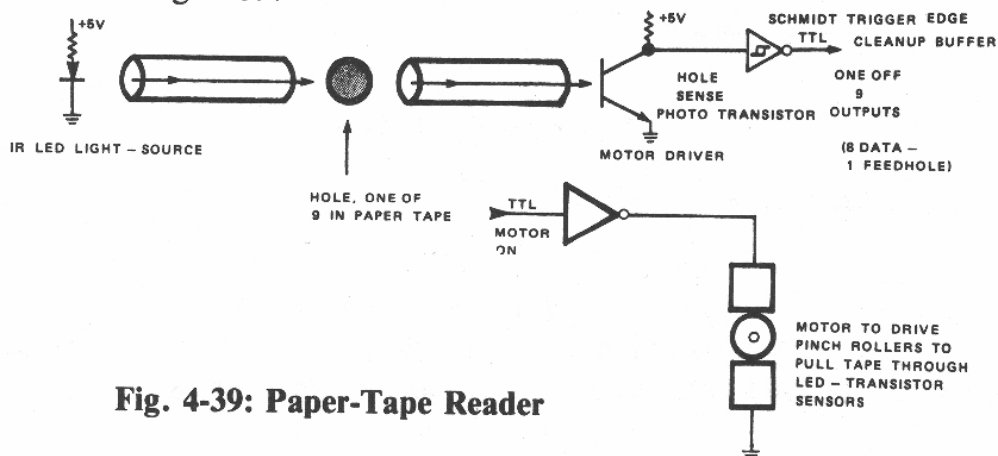 +5V
IR LED LIGHT – SOURCE
HOLE, ONE OF
9 IN PAPER TAPE
+5V
HOLE
SENSE
PHOTO TRANSISTOR
SCHMIDT TRIGGER EDGE
TTL CLEANUP BUFFER
ONE OFF
9
OUTPUTS
(8 DATA –
1 FEEDHOLE)
MOTOR DRIVER
TTL
MOTOR
ON
MOTOR TO DRIVE
PINCH ROLLERS TO
PULL TAPE THROUGH
LED – TRANSISTOR
SENSORS
Fig. 4-39: Paper-Tape Reader